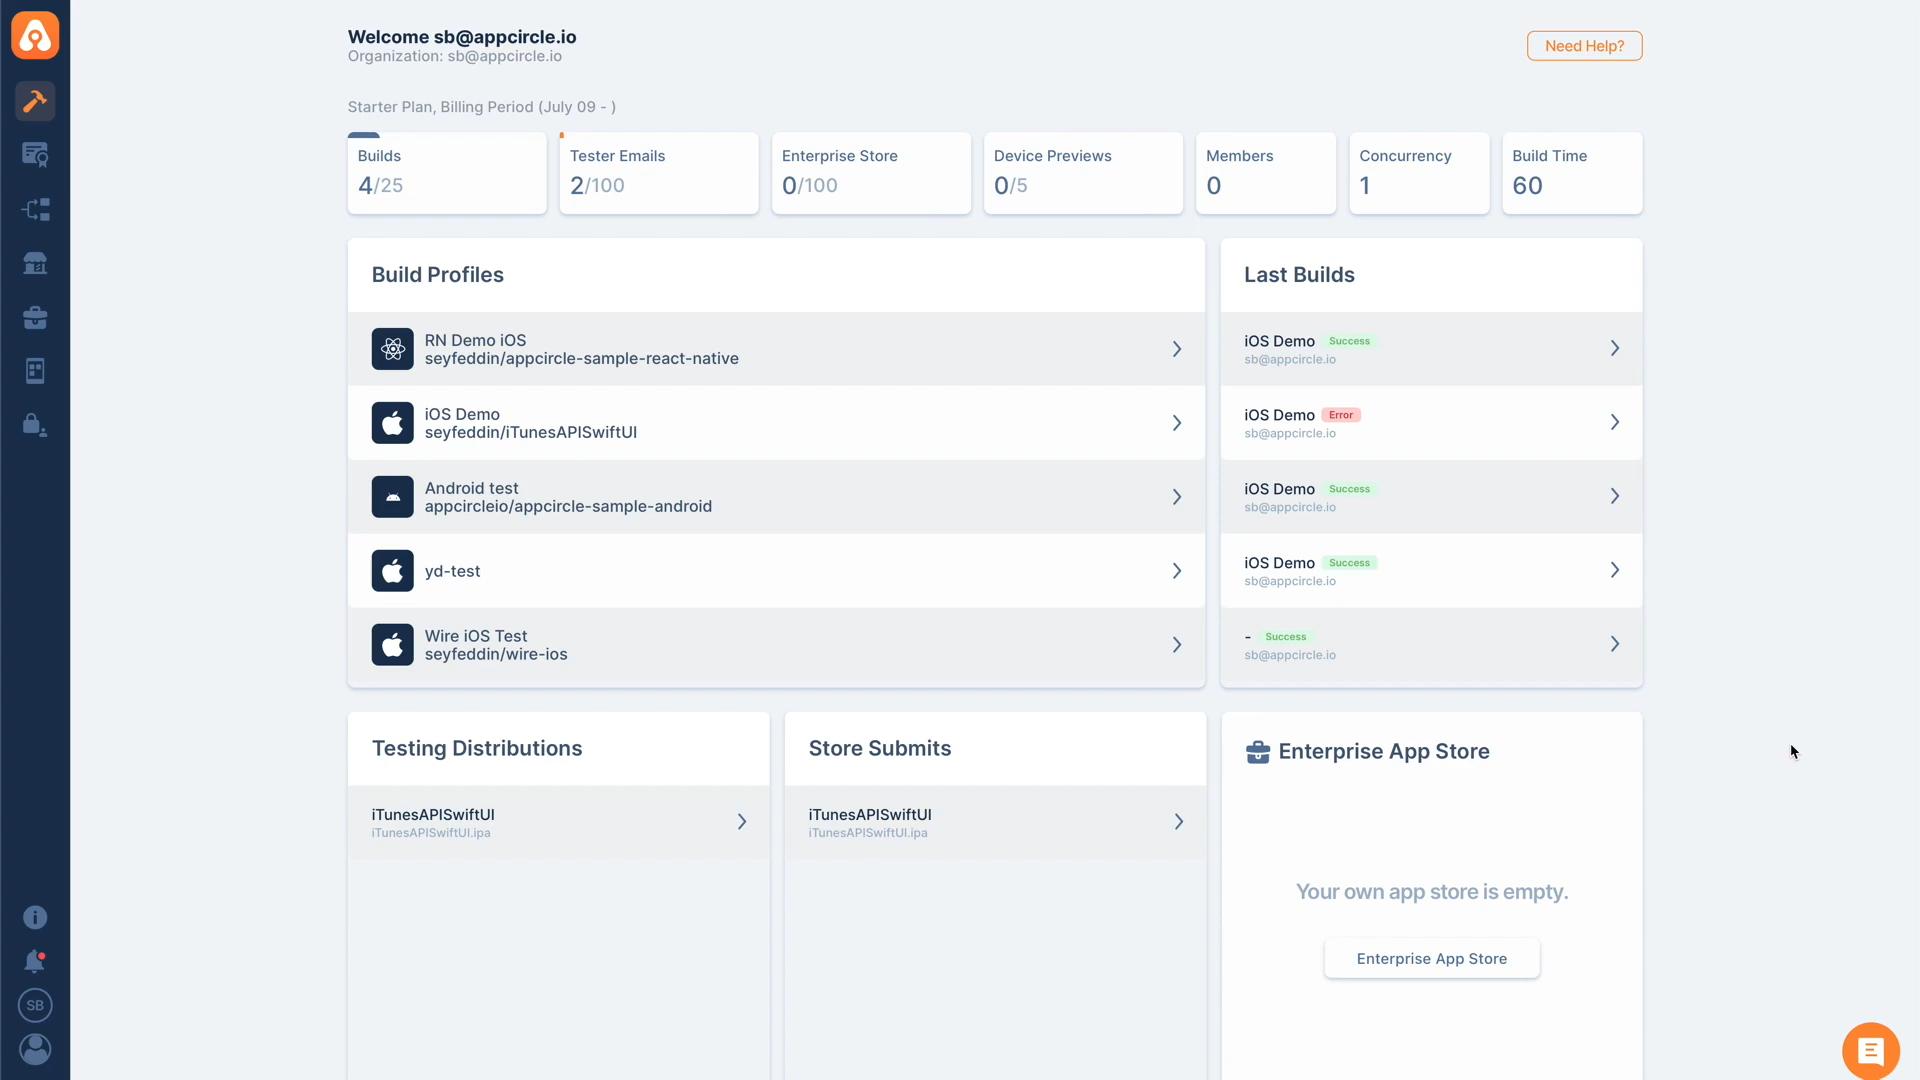 Welcome sb@appcircle.io
Organization: sb@appcircle.io
Need Help?
Starter Plan, Billing Period (July 09 - )
Builds
4/25
Tester Emails
2/100
Enterprise Store
0/100
Device Previews
0/5
Members
0
Concurrency
1
Build Time
60
Build Profiles
RN Demo iOS
seyfeddin/appcircle-sample-react-native
iOS Demo
seyfeddin/iTunesAPISwiftUI
Android test
appcircleio/appcircle-sample-android
yd-test
Wire iOS Test
seyfeddin/wire-ios
Last Builds
iOS Demo Success
sb@appcircle.io
iOS Demo Error
sb@appcircle.io
iOS Demo Success
sb@appcircle.io
iOS Demo Success
sb@appcircle.io
- Success
sb@appcircle.io
Testing Distributions
iTunesAPISwiftUI
iTunesAPISwiftUI.ipa
Store Submits
iTunesAPISwiftUI
iTunesAPISwiftUI.ipa
Enterprise App Store
Your own app store is empty.
Enterprise App Store
SB